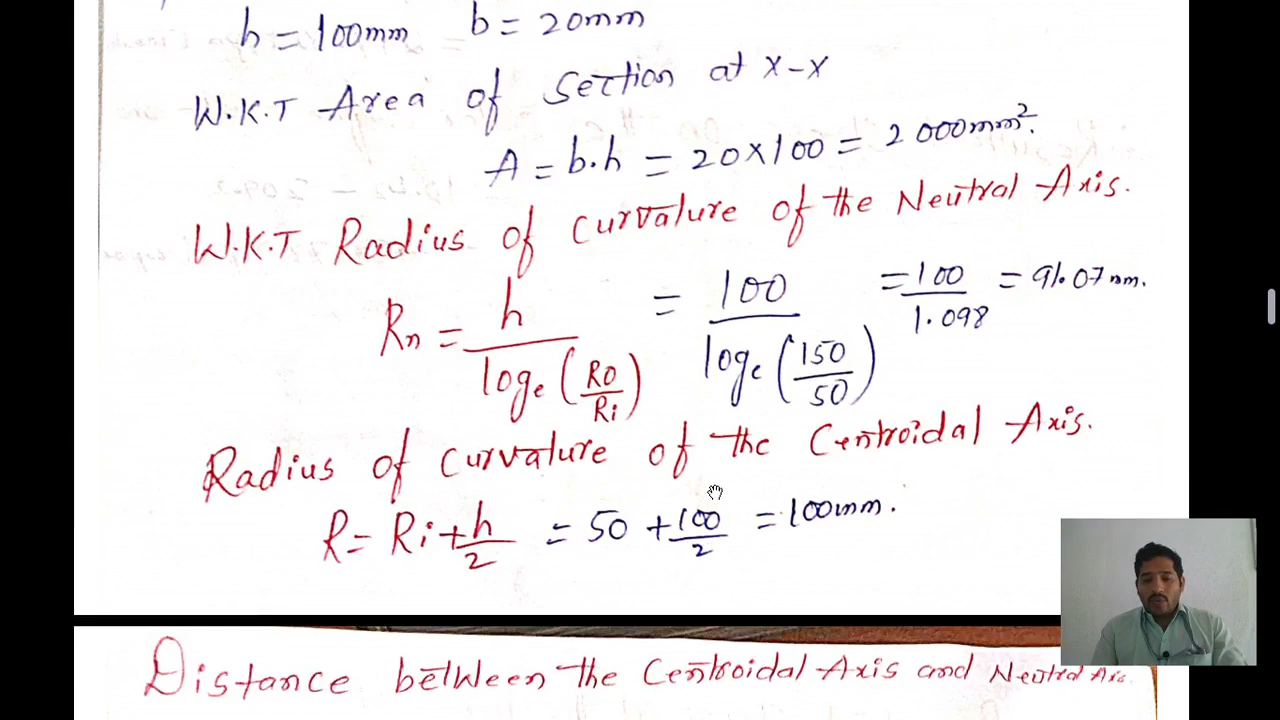 h = 100mm b = 20mm
W.K.T Area of section at x-x
A = b.h = 20×100 = 2000mm².
W.K.T Radius of curvature of the Neutral Axis.
Rn = h / loge (RO/Ri) = 100 / loge (150/50) = 100/1.098 = 91.07mm.
Radius of curvature of the Centroidal Axis.
R = Ri + h/2 = 50 + 100/2 = 100mm.
Distance between the Centroidal Axis and Neutral Axis.